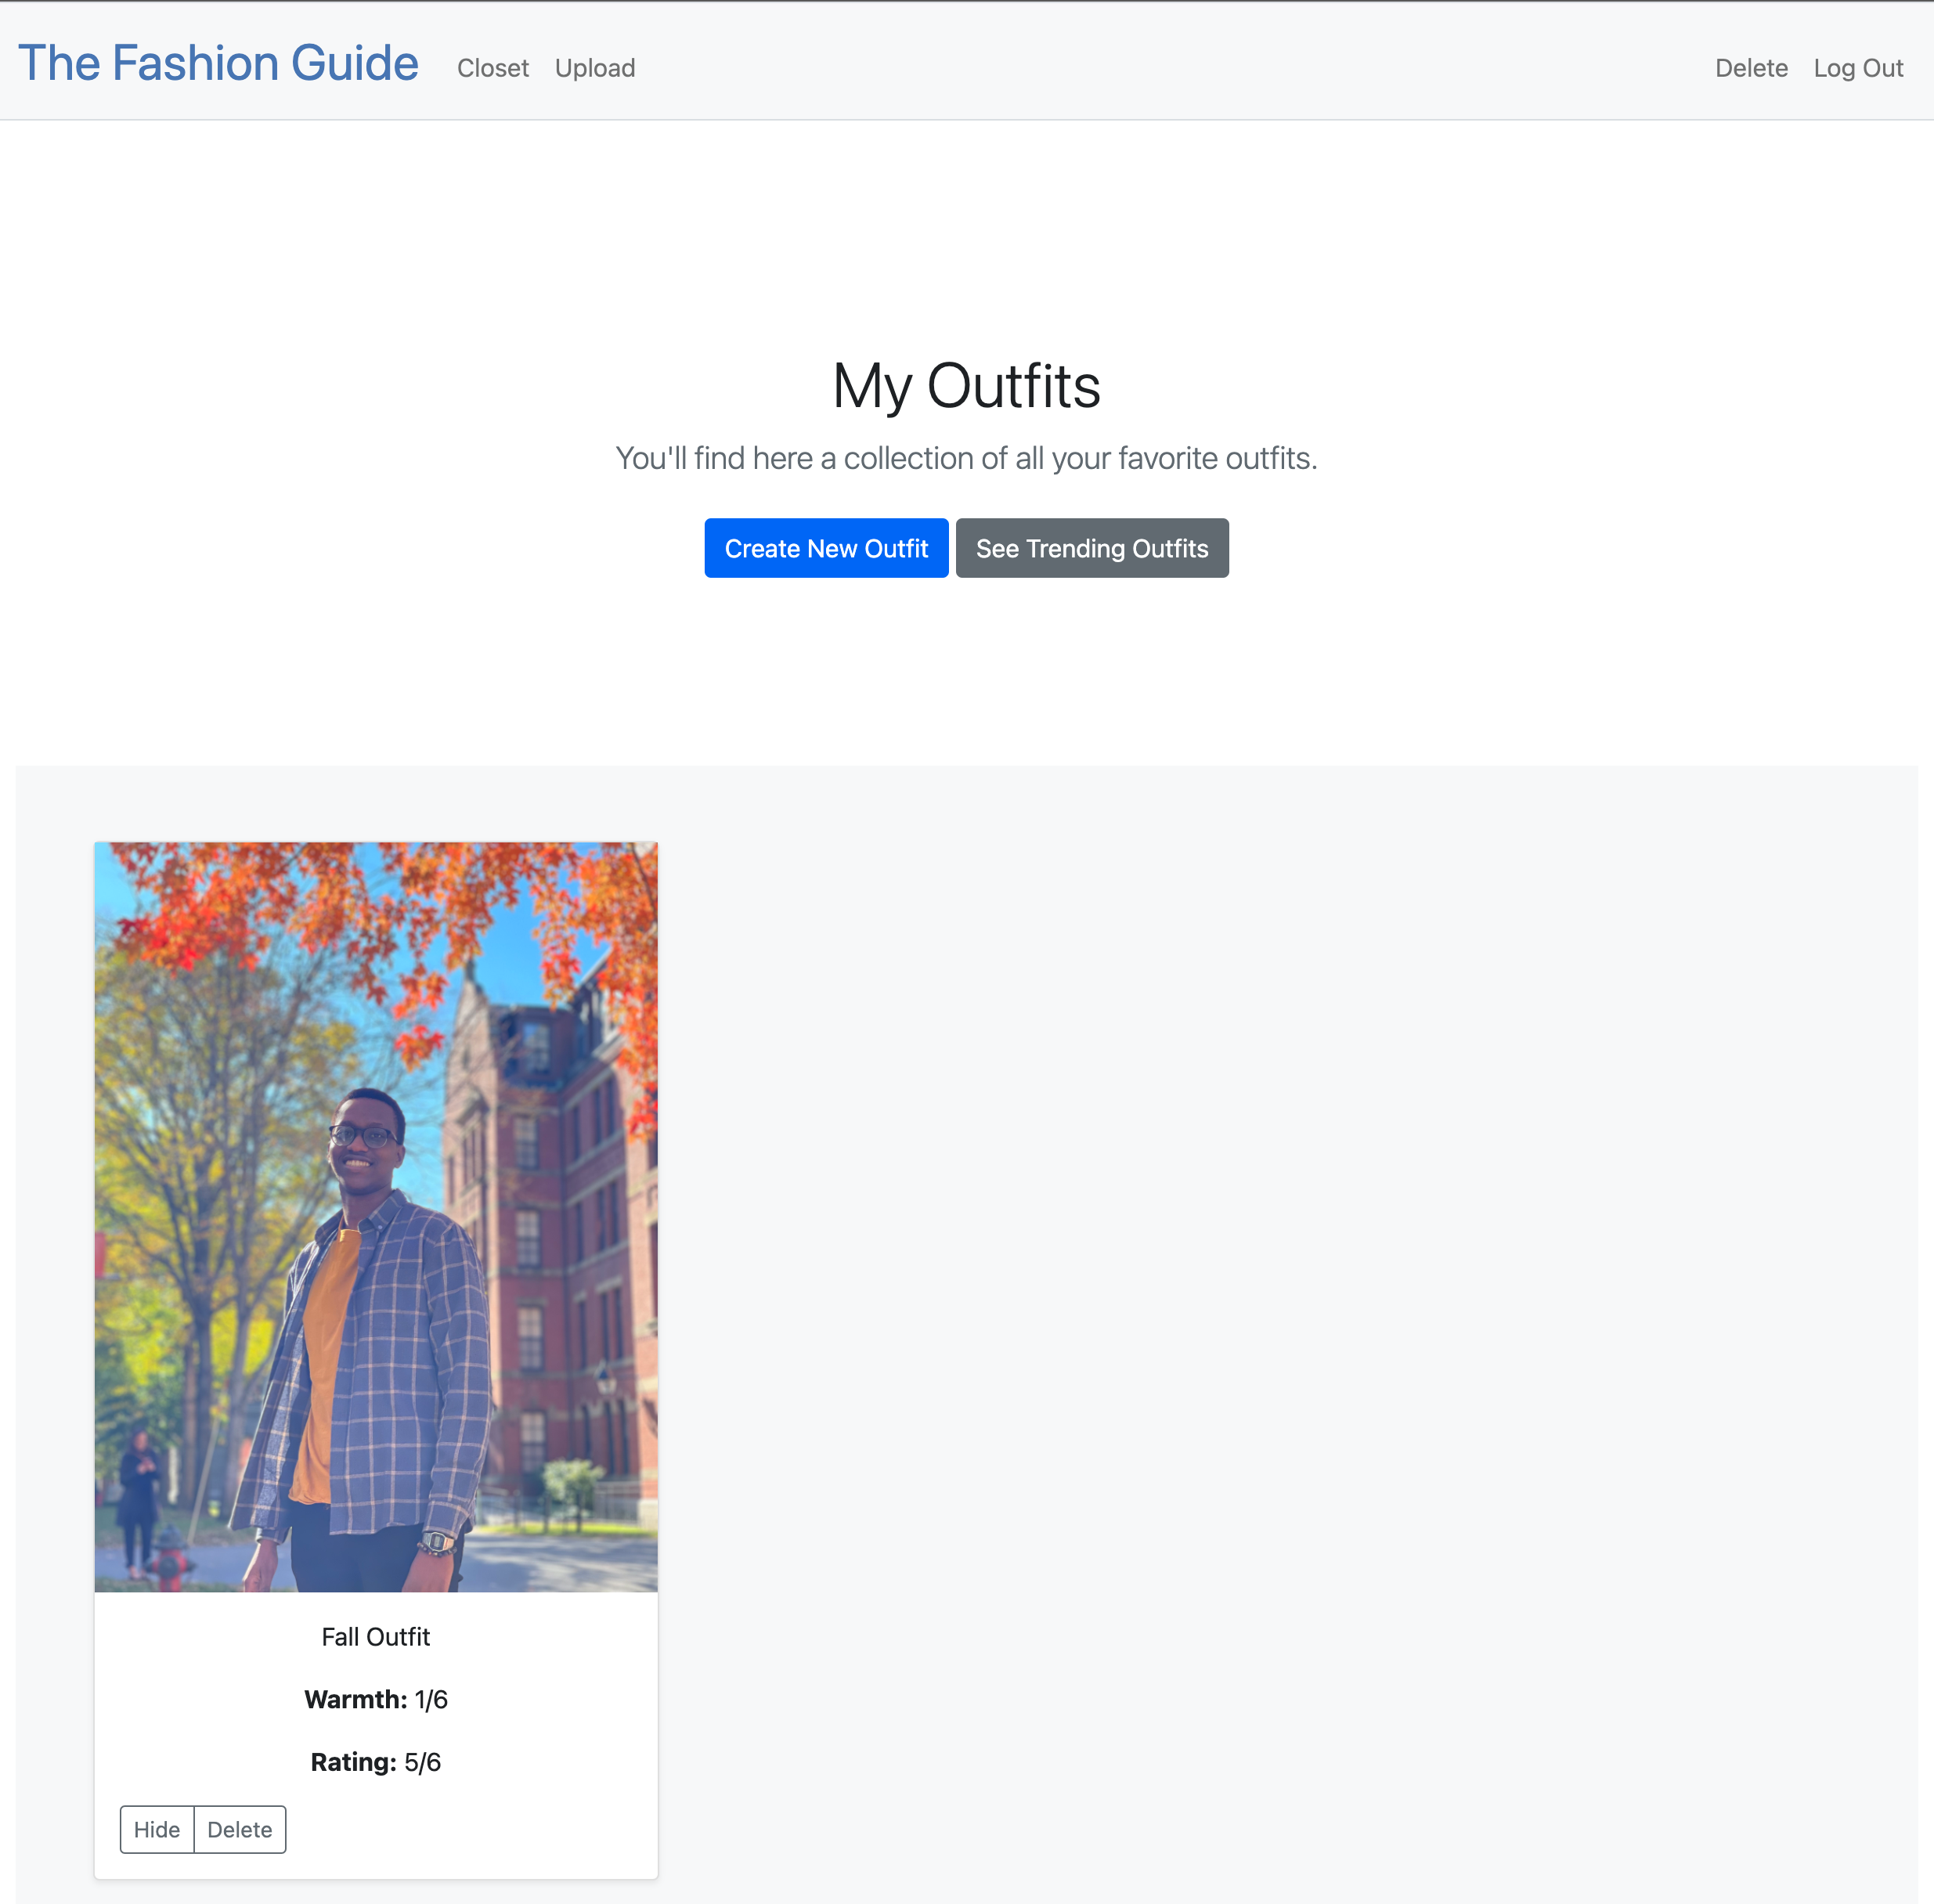 The Fashion Guide Closet Upload Delete Log Out
My Outfits
You'll find here a collection of all your favorite outfits.
Create New Outfit See Trending Outfits
Fall Outfit
Warmth: 1/6
Rating: 5/6
Hide Delete